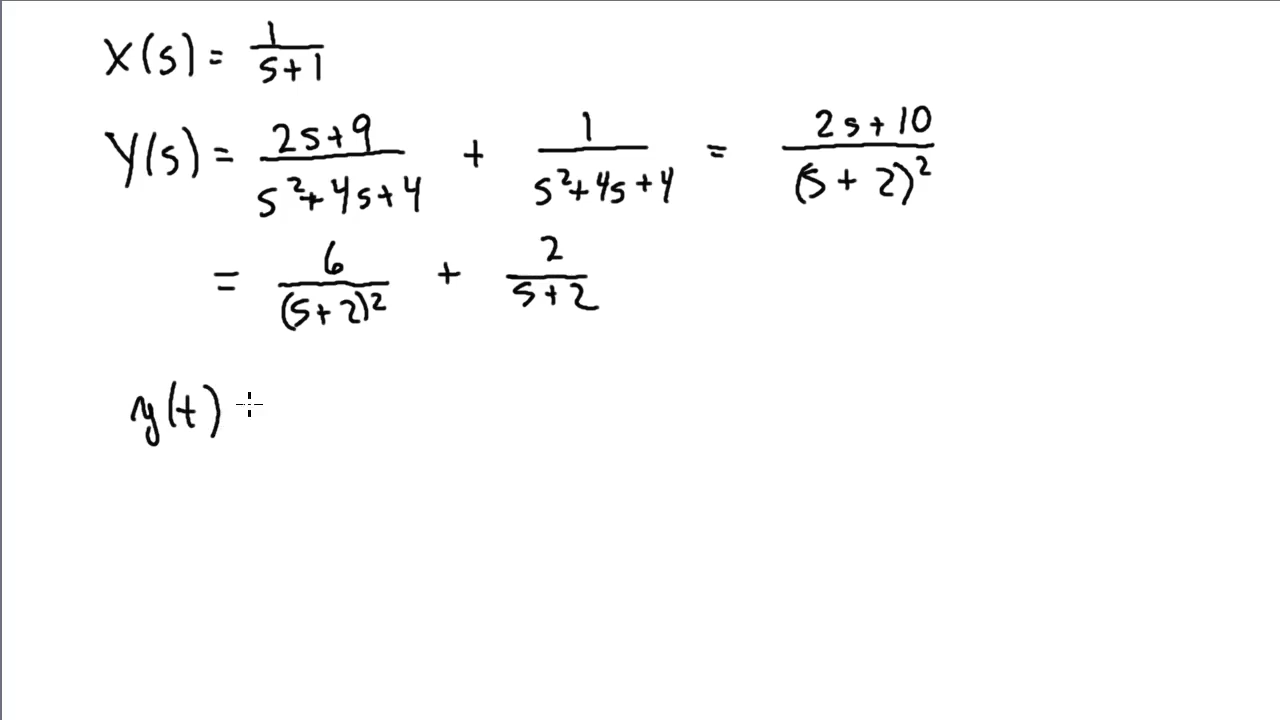 X(s) = 1/(s+1)
Y(s) = (2s+9)/(s²+4s+4) + 1/(s²+4s+4) = (2s+10)/(s+2)²
= 6/(s+2)² + 2/(s+2)
y(t)